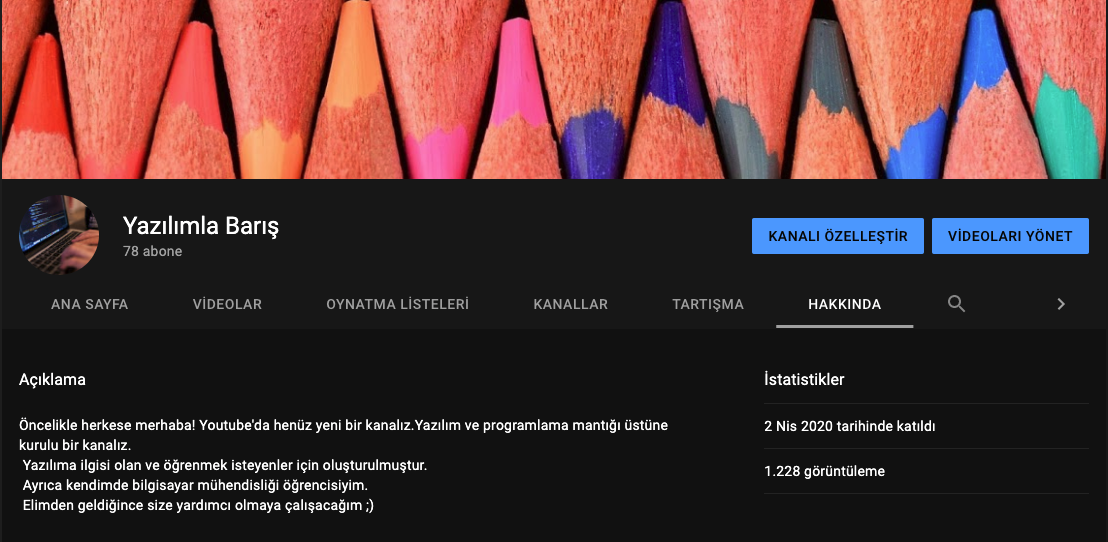 Yazılımla Barış
78 abone
KANALI ÖZELLEŞTİR
VİDEOLARI YÖNET
ANA SAYFA
VİDEOLAR
OYNATMA LİSTELERİ
KANALLAR
TARTIŞMA
HAKKINDA
Açıklama
Öncelikle herkese merhaba! Youtube'da henüz yeni bir kanalız.Yazılım ve programlama mantığı üstüne
kurulu bir kanalız.
Yazılıma ilgisi olan ve öğrenmek isteyenler için oluşturulmuştur.
Ayrıca kendimde bilgisayar mühendisliği öğrencisiyim.
Elimden geldiğince size yardımcı olmaya çalışacağım ;)
İstatistikler
2 Nis 2020 tarihinde katıldı
1.228 görüntüleme